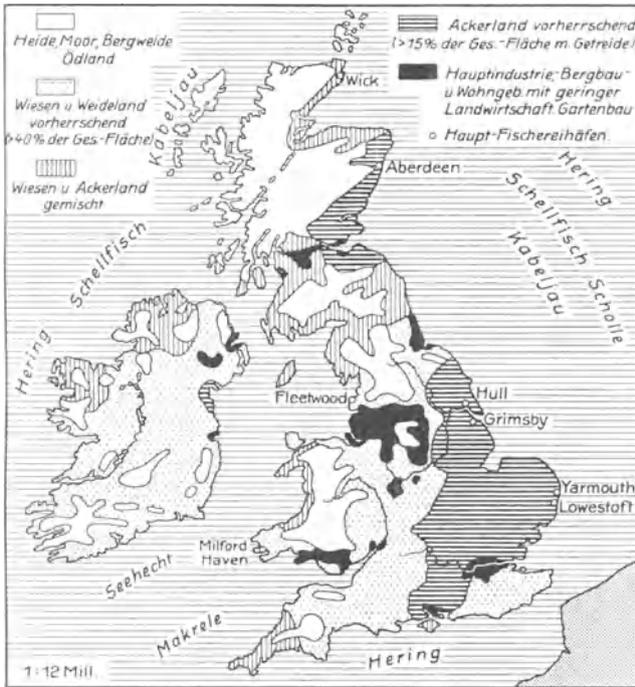 Heide, Moor, Bergweide
Ödland
Wiesen u Weideland
vorherrschend
(>40% der Ges.-Fläche)
Wiesen u. Ackerland
gemischt
Ackerland vorherrschend
(>15% der Ges.-Fläche m. Getreide)
Hauptindustrie,-Bergbau-
u Wohngeb. mit geringer
Landwirtschaft. Gartenbau
Haupt-Fischereihäfen.
Wick
Kabeljau
Aberdeen
Hering
Schellfisch Scholle
Kabeljau
Schellfisch
Hering
Fleetwood
Hull
Grimsby
Yarmouth
Lowestoft
Milford
Haven
Seehecht
Makrele
Hering
1:12 Mill.